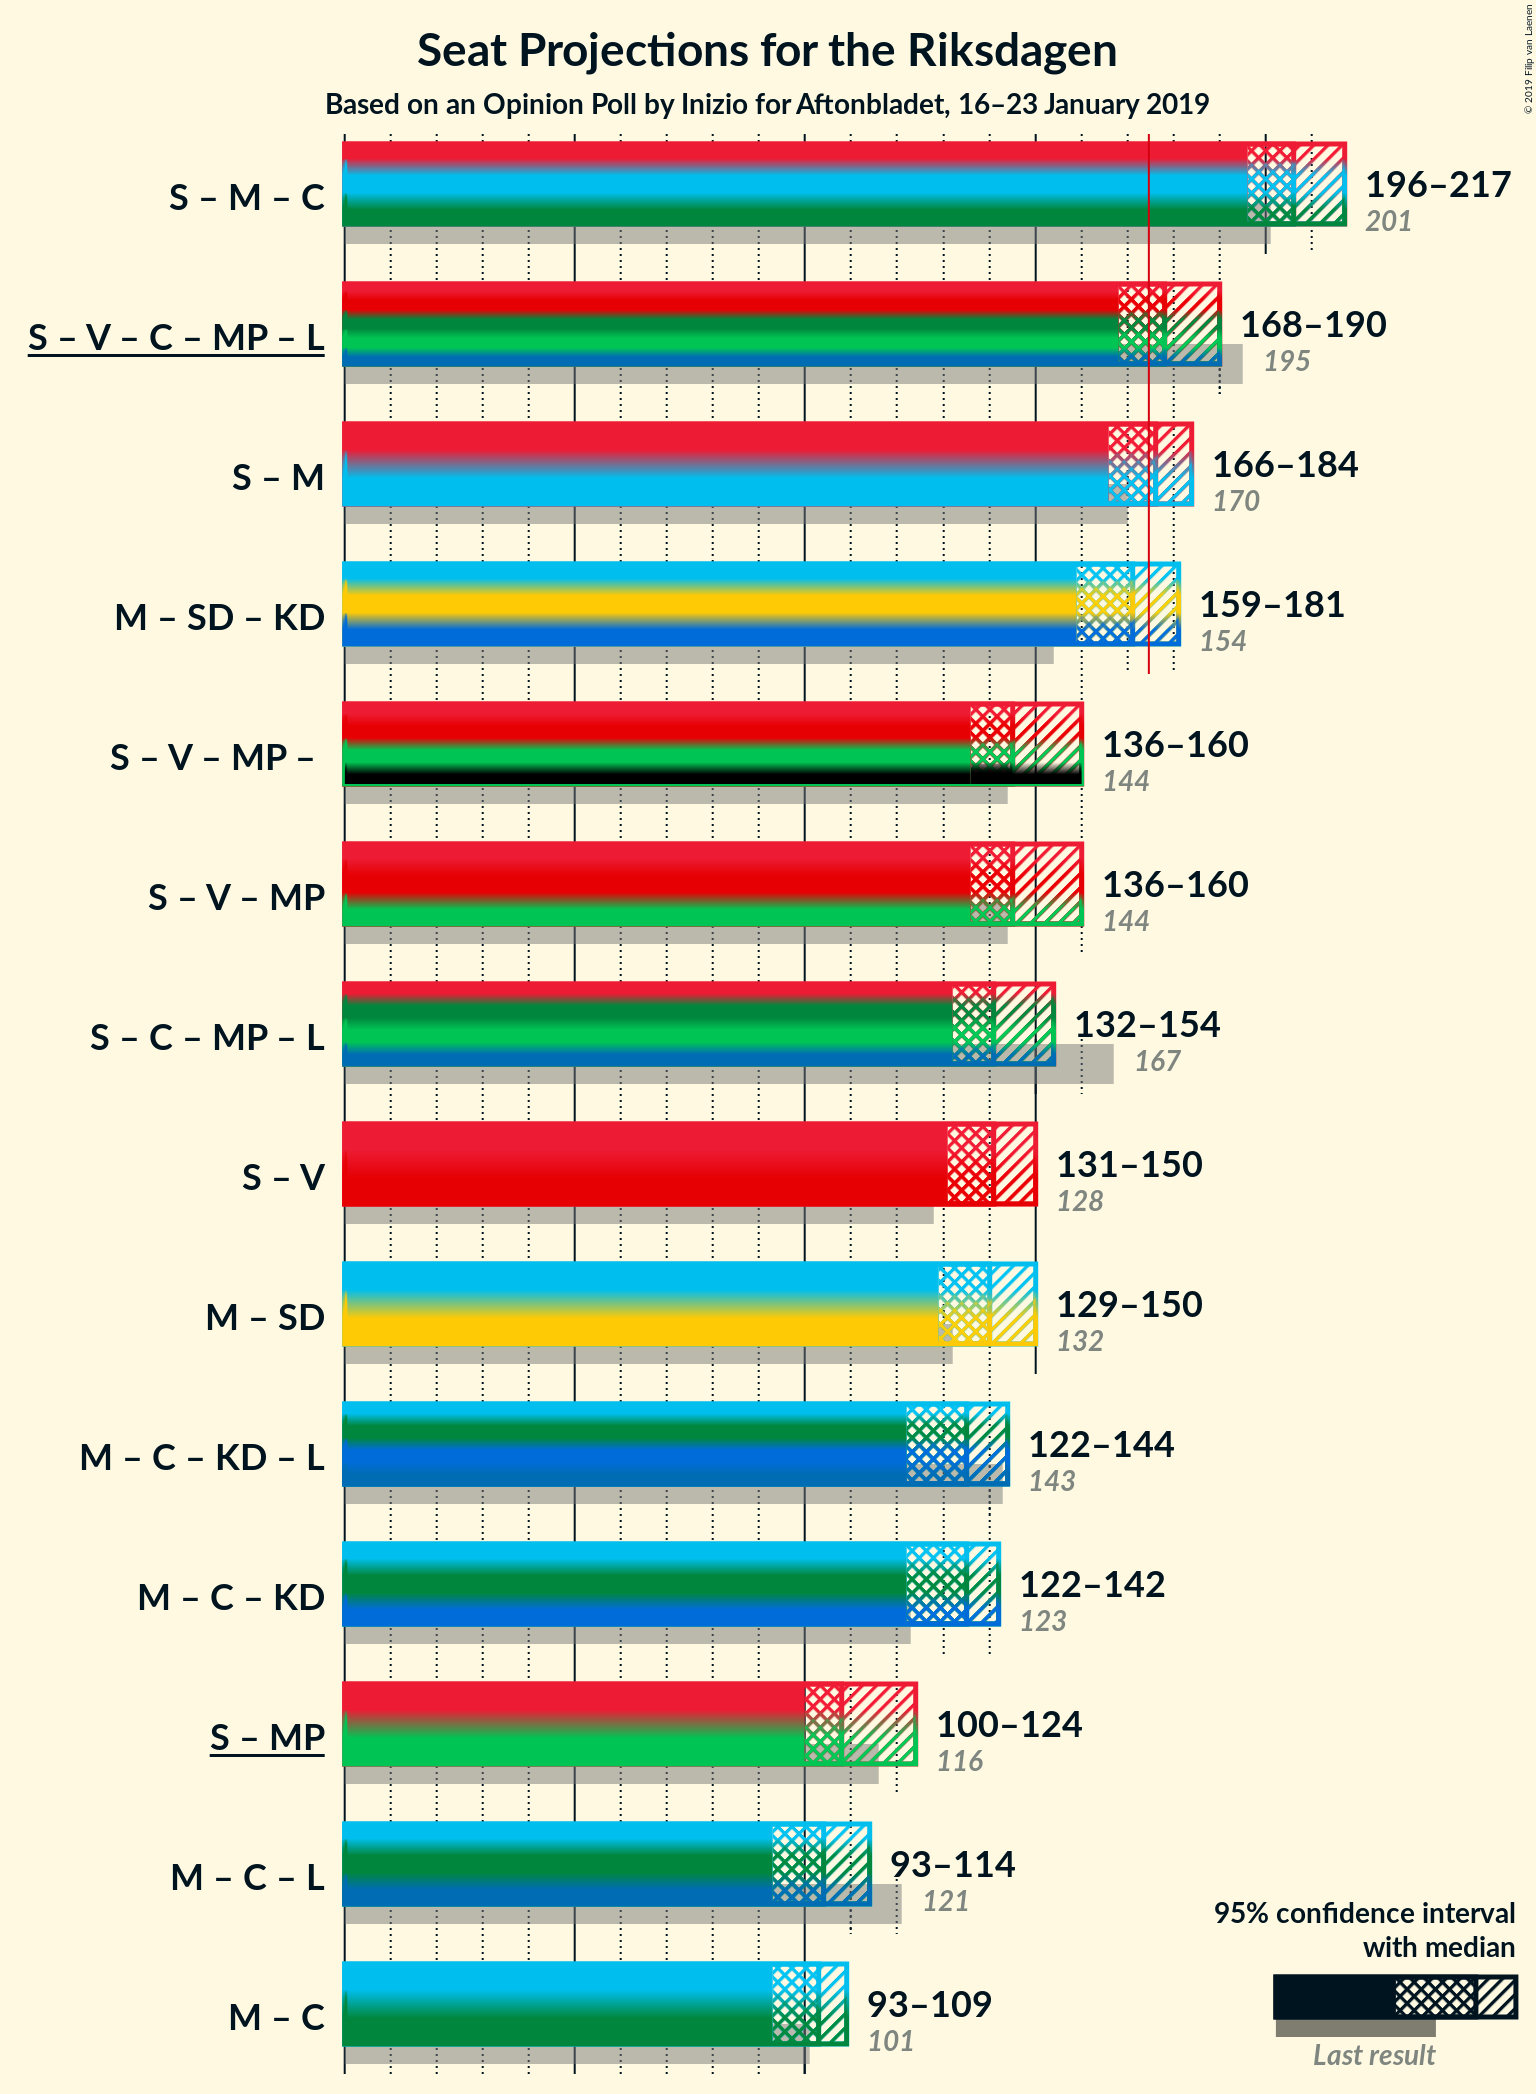 Seat Projections for the Riksdagen
Based on an Opinion Poll by Inizio for Aftonbladet, 16–23 January 2019
© 2019 Filip van Laenen
S – M – C
196–217
201
S – V – C – MP – L
168–190
195
S – M
166–184
170
M – SD – KD
159–181
154
S – V – MP –
136–160
144
S – V – MP
136–160
144
S – C – MP – L
132–154
167
S – V
131–150
128
M – SD
129–150
132
M – C – KD – L
122–144
143
M – C – KD
122–142
123
S – MP
100–124
116
M – C – L
93–114
121
M – C
93–109
101
95% confidence interval
with median
Last result